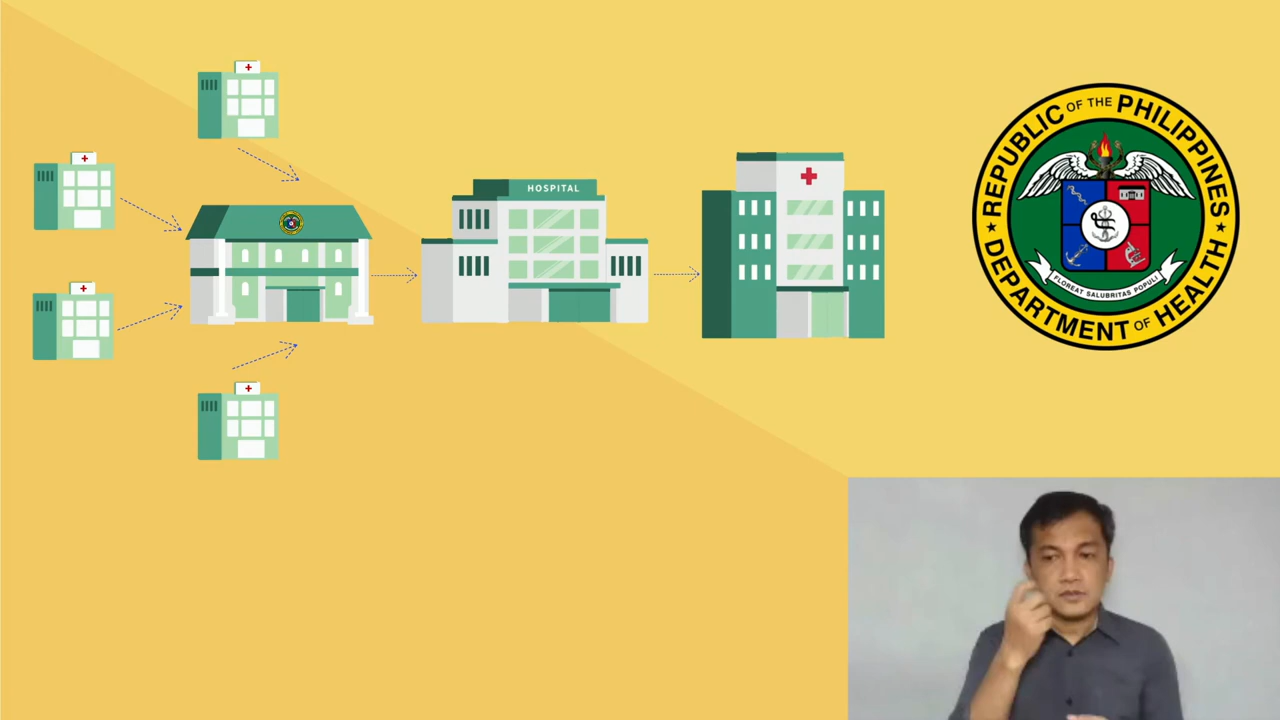 HOSPITAL
REPUBLIC OF THE PHILIPPINES
FLOREAT SALUBRITAS POPULI
DEPARTMENT OF HEALTH